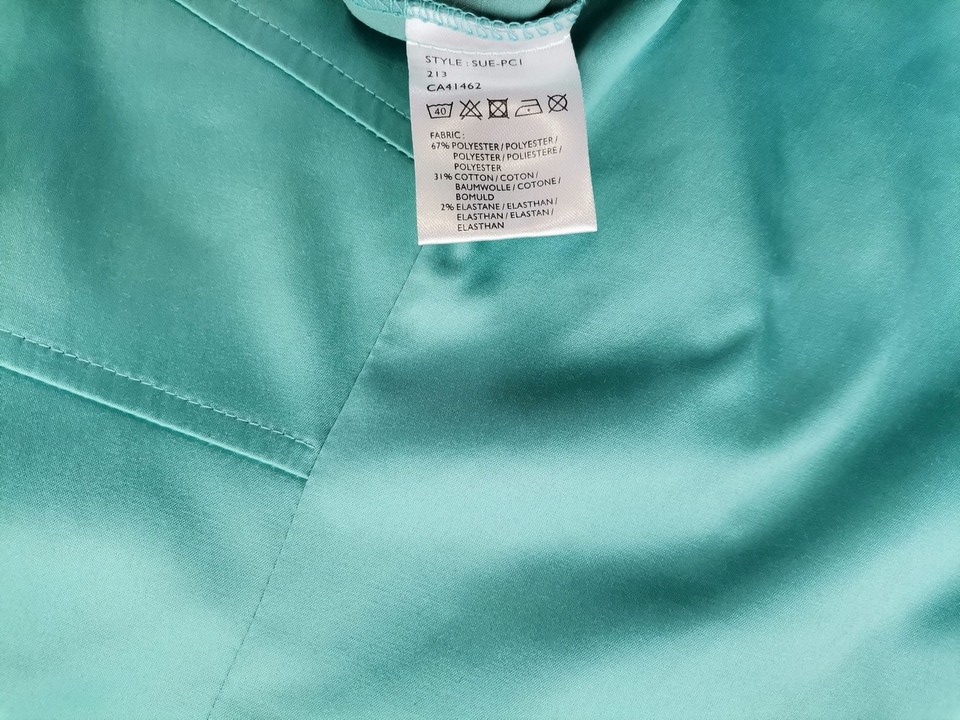 STYLE : SUE-PC1
213
CA41462
40
FABRIC :
67% POLYESTER / POLYESTER /
POLYESTER / POLIESTERE /
POLYESTER
31% COTTON / COTON /
BAUMWOLLE / COTONE /
BOMULD
2% ELASTANE / ELASTHAN /
ELASTHAN / ELASTAN /
ELASTHAN